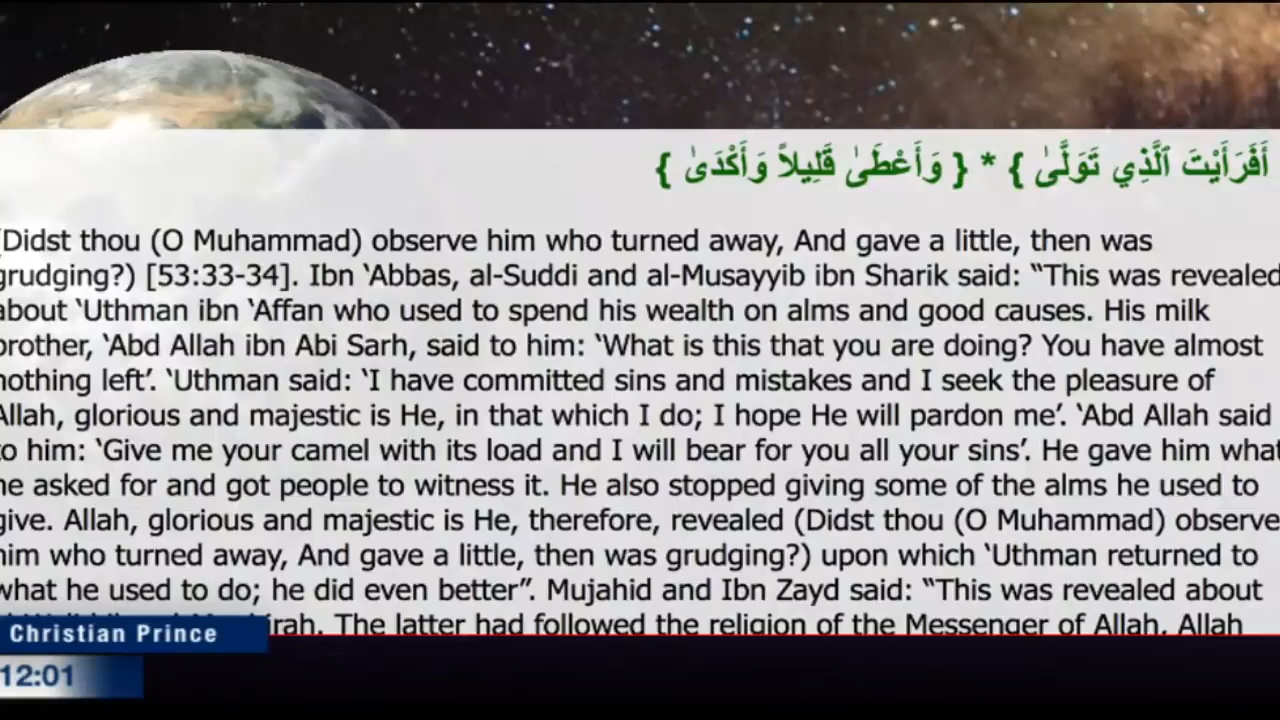 أَفَرَأَيْتَ ٱلَّذِي تَوَلَّىٰ } * { وَأَعْطَىٰ قَلِيلاً وَأَكْدَىٰ }
(Didst thou (O Muhammad) observe him who turned away, And gave a little, then was
grudging?) [53:33-34]. Ibn ‘Abbas, al-Suddi and al-Musayyib ibn Sharik said: “This was revealed
about ‘Uthman ibn ‘Affan who used to spend his wealth on alms and good causes. His milk
brother, ‘Abd Allah ibn Abi Sarh, said to him: ‘What is this that you are doing? You have almost
nothing left’. ‘Uthman said: ‘I have committed sins and mistakes and I seek the pleasure of
Allah, glorious and majestic is He, in that which I do; I hope He will pardon me’. ‘Abd Allah said
to him: ‘Give me your camel with its load and I will bear for you all your sins’. He gave him what
he asked for and got people to witness it. He also stopped giving some of the alms he used to
give. Allah, glorious and majestic is He, therefore, revealed (Didst thou (O Muhammad) observe
him who turned away, And gave a little, then was grudging?) upon which ‘Uthman returned to
what he used to do; he did even better”. Mujahid and Ibn Zayd said: “This was revealed about
The latter had followed the religion of the Messenger of Allah, Allah
Christian Prince
12:01